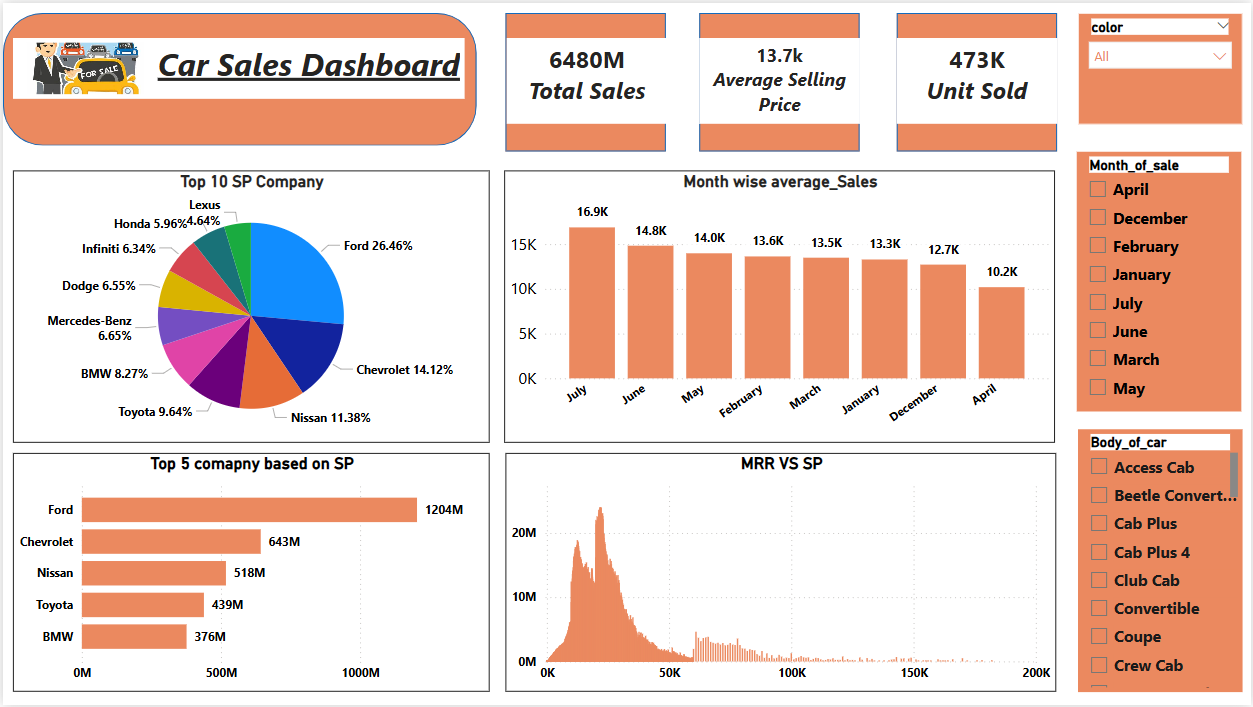 FOR SALE
Car Sales Dashboard
6480M
Total Sales
13.7k
Average Selling
Price
473K
Unit Sold
color
All
Top 10 SP Company
Lexus
4.64%
Honda 5.96%
Infiniti 6.34%
Dodge 6.55%
Mercedes-Benz
6.65%
BMW 8.27%
Toyota 9.64%
Ford 26.46%
Chevrolet 14.12%
Nissan 11.38%
Month wise average_Sales
15K
10K
5K
0K
16.9K
14.8K
14.0K
13.6K
13.5K
13.3K
12.7K
10.2K
July
June
May
February
March
January
December
April
Month_of_sale
April
December
February
January
July
June
March
May
Top 5 comapny based on SP
Ford 1204M
Chevrolet 643M
Nissan 518M
Toyota 439M
BMW 376M
0M 500M 1000M
MRR VS SP
20M
10M
0M
0K 50K 100K 150K 200K
Body_of_car
Access Cab
Beetle Convert...
Cab Plus
Cab Plus 4
Club Cab
Convertible
Coupe
Crew Cab